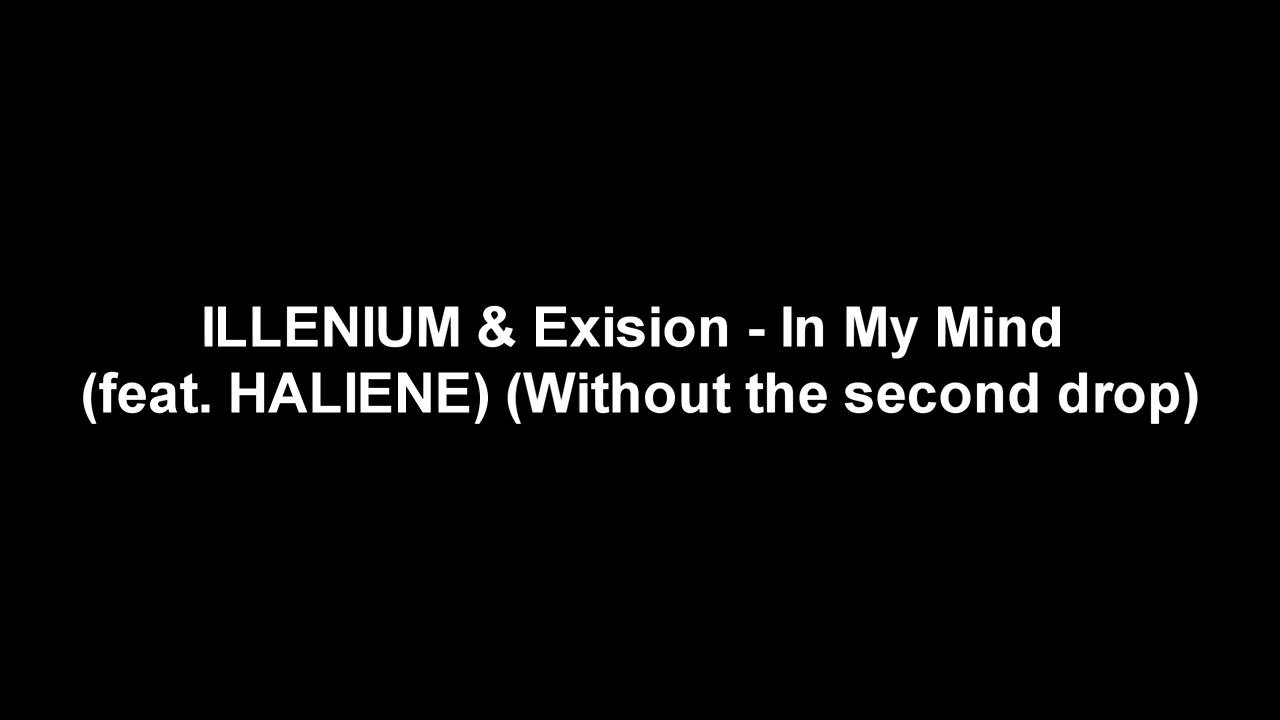 ILLENIUM & Exision - In My Mind
(feat. HALIENE) (Without the second drop)